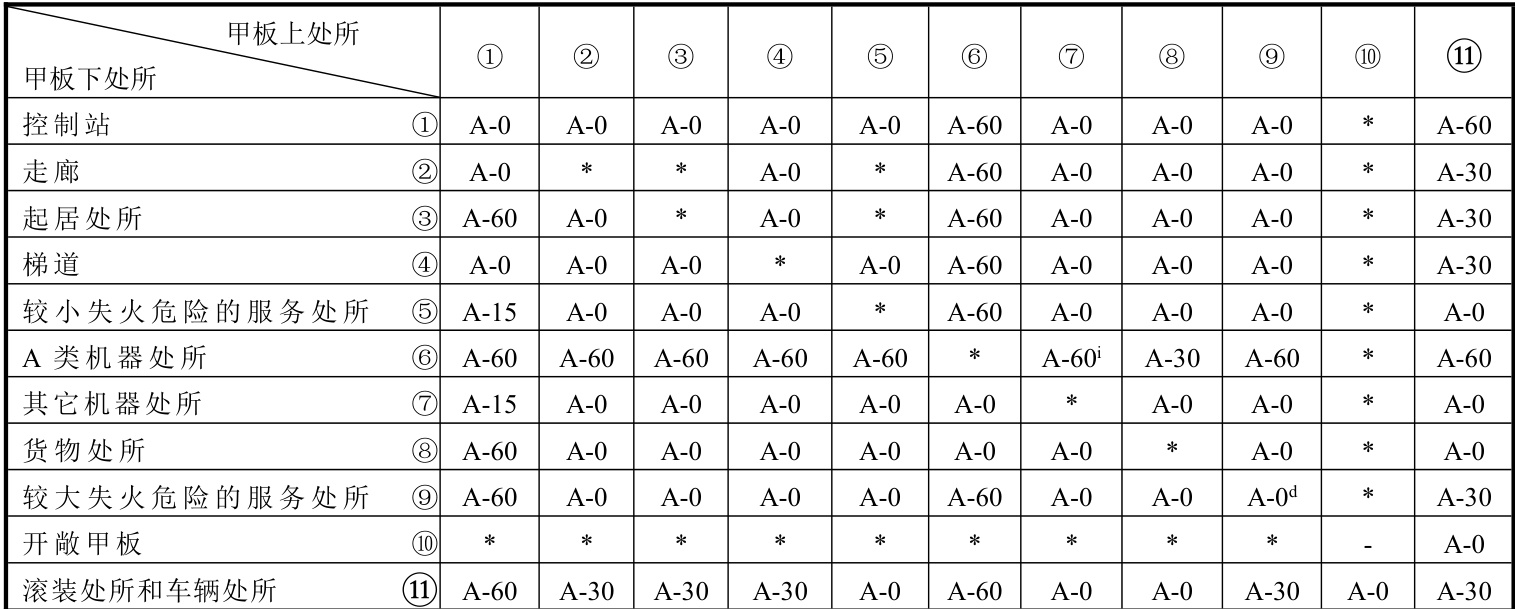 甲板上处所 ① ② ③ ④ ⑤ ⑥ ⑦ ⑧ ⑨ ⑩ ⑪
甲板下处所
控制站 ① A-0 A-0 A-0 A-0 A-0 A-60 A-0 A-0 A-0 * A-60
走廊 ② A-0 * * A-0 * A-60 A-0 A-0 A-0 * A-30
起居处所 ③ A-60 A-0 * A-0 * A-60 A-0 A-0 A-0 * A-30
梯道 ④ A-0 A-0 A-0 * A-0 A-60 A-0 A-0 A-0 * A-30
较小失火危险的服务处所 ⑤ A-15 A-0 A-0 A-0 * A-60 A-0 A-0 A-0 * A-0
A 类机器处所 ⑥ A-60 A-60 A-60 A-60 A-60 * A-60ⁱ A-30 A-60 * A-60
其它机器处所 ⑦ A-15 A-0 A-0 A-0 A-0 A-0 * A-0 A-0 * A-0
货物处所 ⑧ A-60 A-0 A-0 A-0 A-0 A-0 A-0 * A-0 * A-0
较大失火危险的服务处所 ⑨ A-60 A-0 A-0 A-0 A-0 A-60 A-0 A-0 A-0ᵈ * A-30
开敞甲板 ⑩ * * * * * * * * * - A-0
滚装处所和车辆处所 ⑪ A-60 A-30 A-30 A-30 A-0 A-60 A-0 A-0 A-30 A-0 A-30